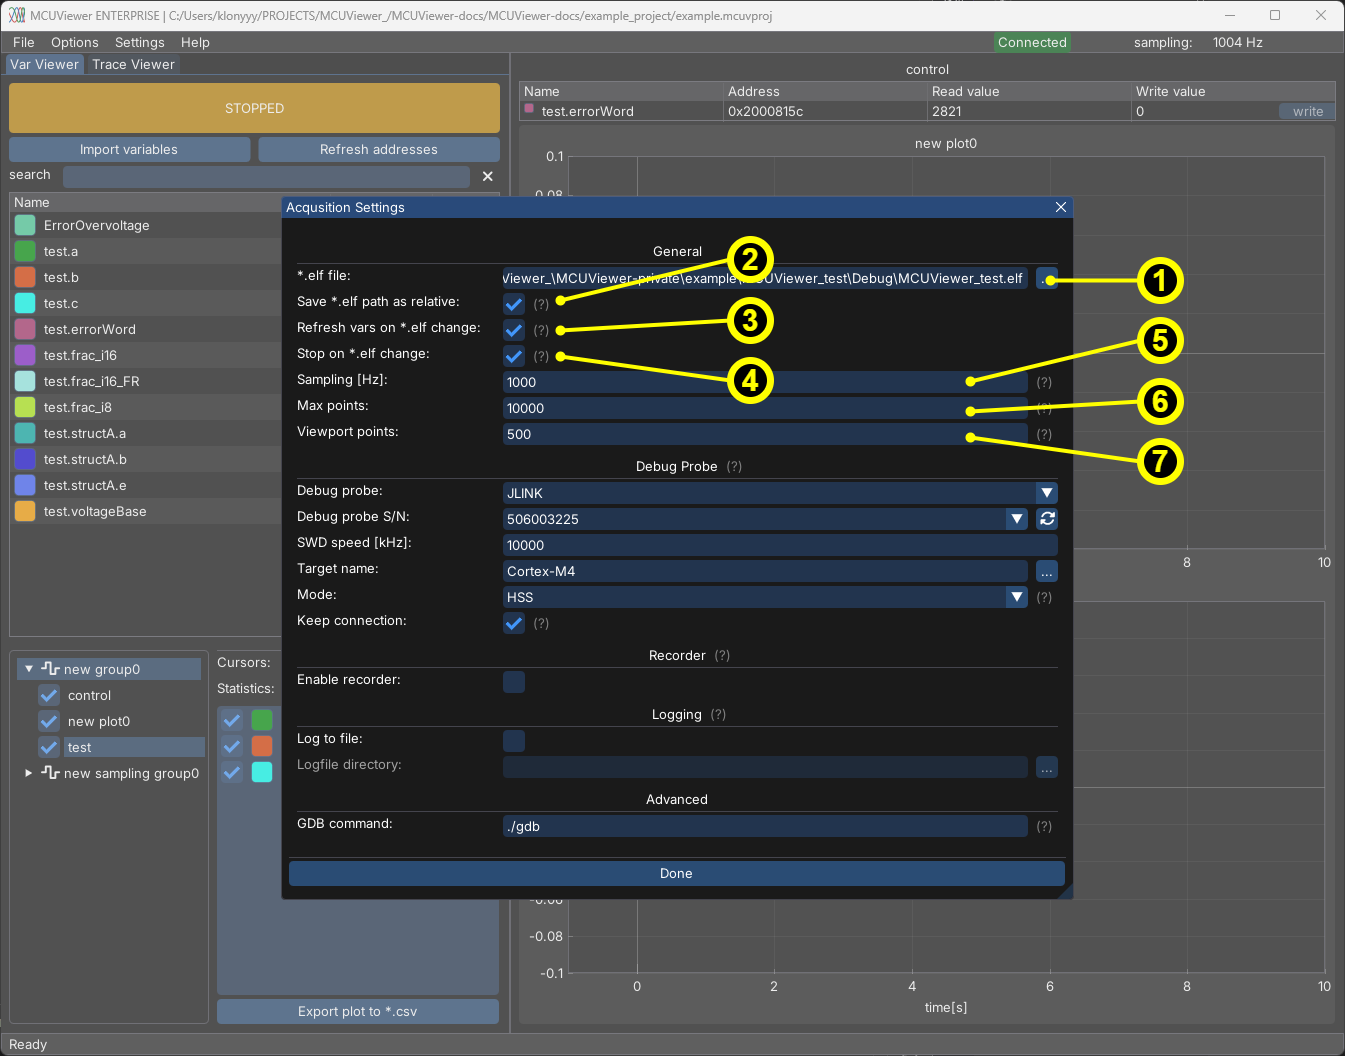 MCUViewer ENTERPRISE | C:/Users/klonyyy/PROJECTS/MCUViewer_/MCUViewer-docs/MCUViewer-docs/example_project/example.mcuvproj
File Options Settings Help Connected sampling: 1004 Hz
Var Viewer Trace Viewer
STOPPED
Import variables Refresh addresses
search
Name
ErrorOvervoltage
test.a
test.b
test.c
test.errorWord
test.frac_i16
test.frac_i16_FR
test.frac_i8
test.structA.a
test.structA.b
test.structA.e
test.voltageBase
new group0
control
new plot0
test
new sampling group0
Cursors:
Statistics:
Export plot to *.csv
Ready
control
Name Address Read value Write value
test.errorWord 0x2000815c 2821 0 write
new plot0
0.1
0.08
8 10
-0.08
-0.1
0 2 4 6 8 10
time[s]
Acqusition Settings
General
*.elf file: Viewer_\MCUViewer-private\example\MCUViewer_test\Debug\MCUViewer_test.elf
Save *.elf path as relative: (?)
Refresh vars on *.elf change: (?)
Stop on *.elf change: (?)
Sampling [Hz]: 1000 (?)
Max points: 10000 (?)
Viewport points: 500 (?)
Debug Probe (?)
Debug probe: JLINK
Debug probe S/N: 506003225
SWD speed [kHz]: 10000
Target name: Cortex-M4 ...
Mode: HSS (?)
Keep connection: (?)
Recorder (?)
Enable recorder:
Logging (?)
Log to file:
Logfile directory: ...
Advanced
GDB command: ./gdb (?)
Done
1
2
3
4
5
6
7